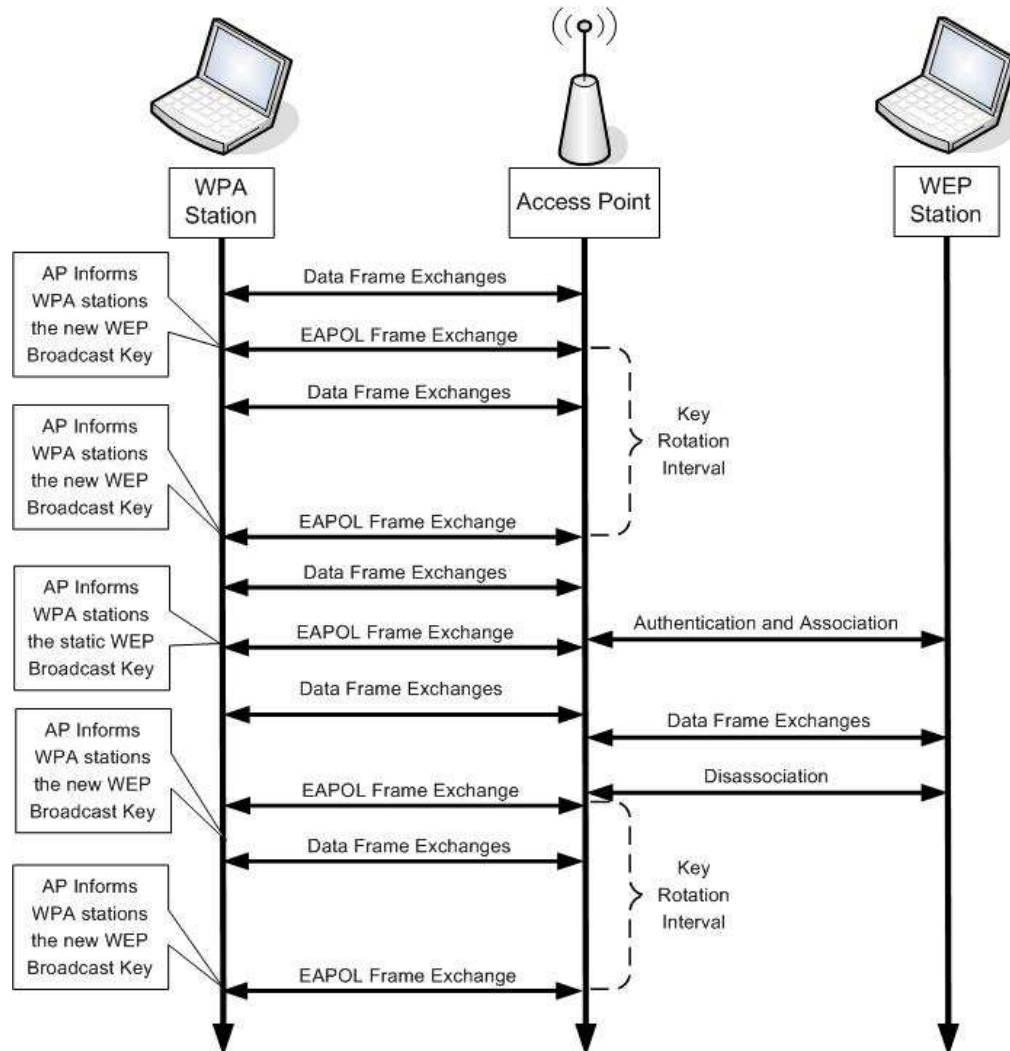 WPA
Station
Access Point
WEP
Station
AP Informs
WPA stations
the new WEP
Broadcast Key
Data Frame Exchanges
EAPOL Frame Exchange
Data Frame Exchanges
Key
Rotation
Interval
AP Informs
WPA stations
the new WEP
Broadcast Key
EAPOL Frame Exchange
Data Frame Exchanges
AP Informs
WPA stations
the static WEP
Broadcast Key
EAPOL Frame Exchange
Authentication and Association
Data Frame Exchanges
Data Frame Exchanges
AP Informs
WPA stations
the new WEP
Broadcast Key
Disassociation
EAPOL Frame Exchange
Data Frame Exchanges
Key
Rotation
Interval
AP Informs
WPA stations
the new WEP
Broadcast Key
EAPOL Frame Exchange